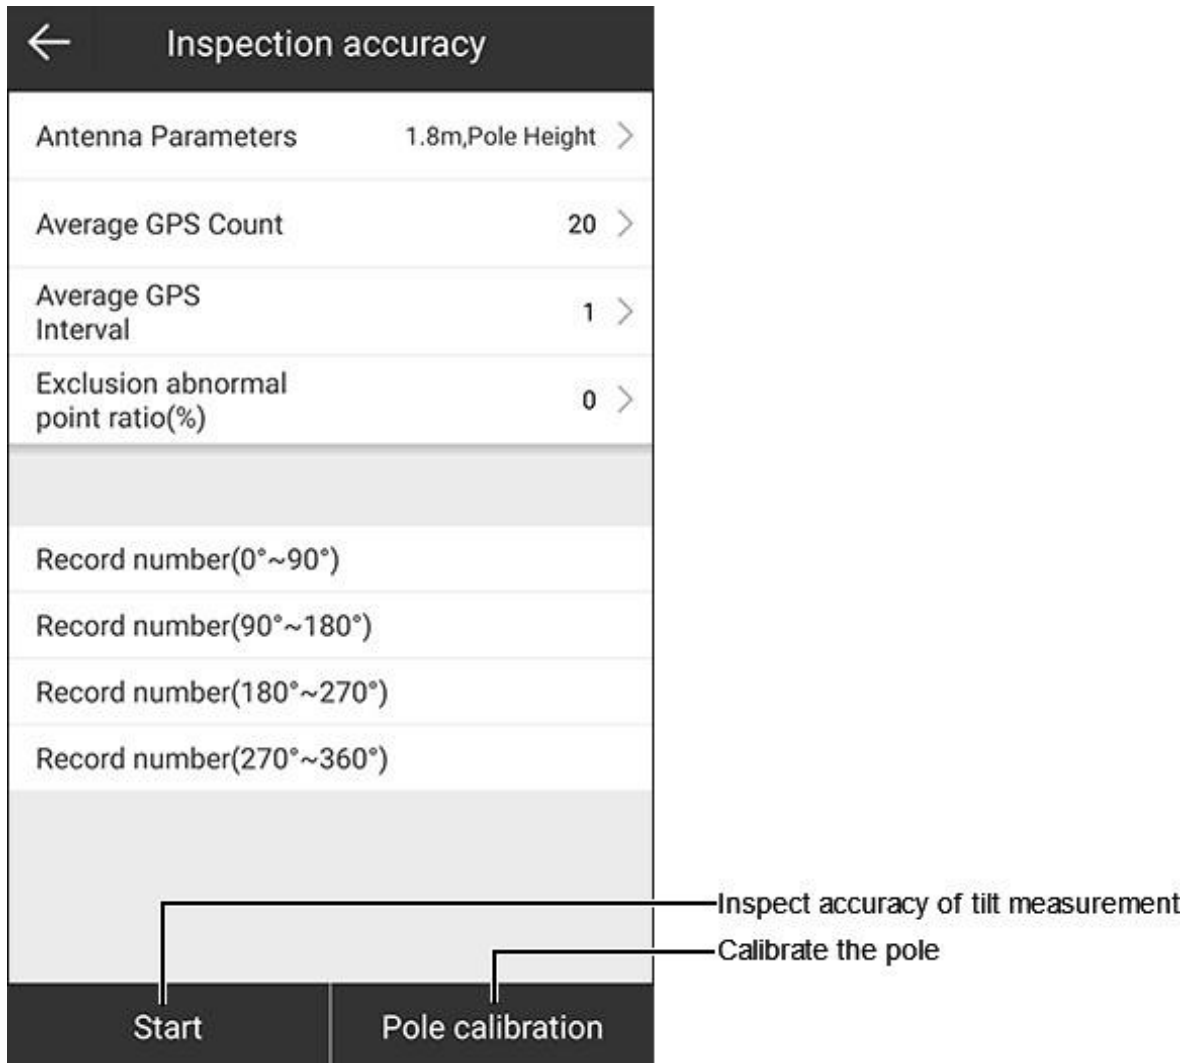 Inspection accuracy
Antenna Parameters 1.8m,Pole Height
Average GPS Count 20
Average GPS
Interval 1
Exclusion abnormal
point ratio(%) 0
Record number(0°~90°)
Record number(90°~180°)
Record number(180°~270°)
Record number(270°~360°)
Inspect accuracy of tilt measurement
Calibrate the pole
Start Pole calibration